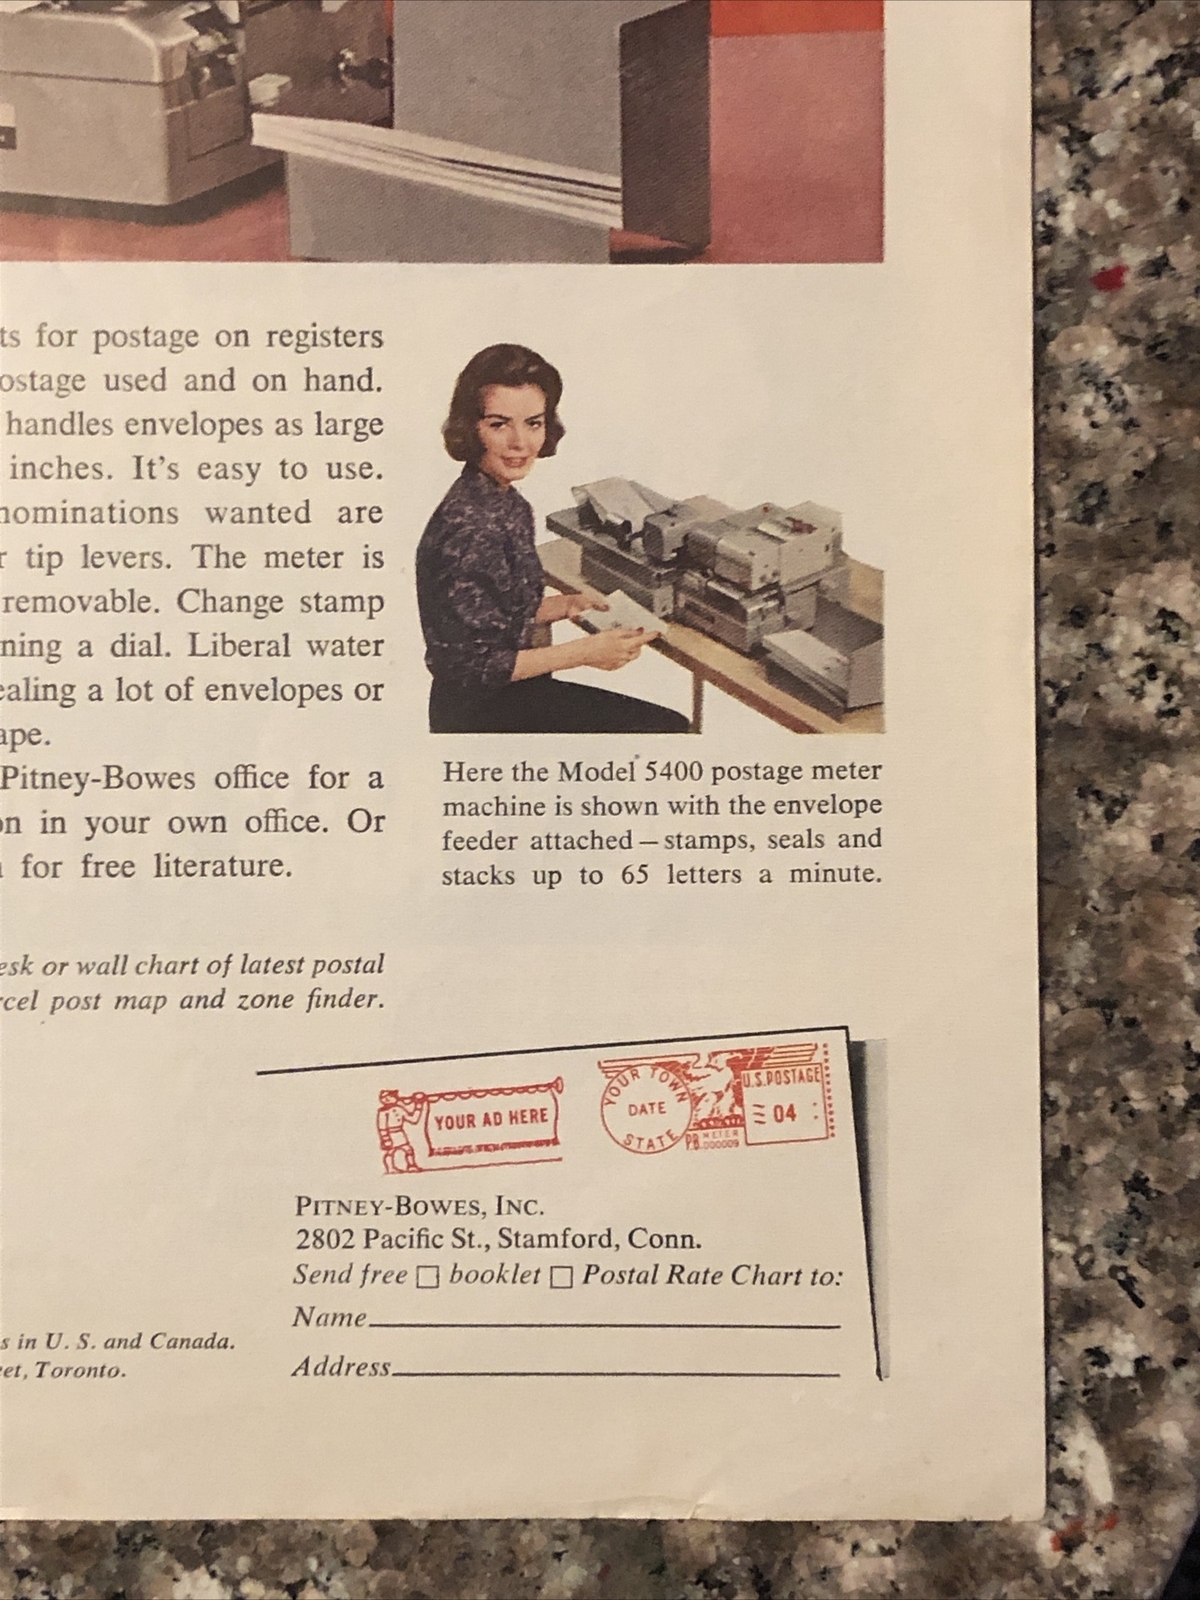 ts for postage on registers
ostage used and on hand.
handles envelopes as large
inches. It's easy to use.
nominations wanted are
r tip levers. The meter is
removable. Change stamp
ning a dial. Liberal water
ealing a lot of envelopes or
ape.
Pitney-Bowes office for a
on in your own office. Or
for free literature.
esk or wall chart of latest postal
rcel post map and zone finder.
s in U. S. and Canada.
eet, Toronto.
Here the Model 5400 postage meter
machine is shown with the envelope
feeder attached — stamps, seals and
stacks up to 65 letters a minute.
YOUR AD HERE
YOUR TOWN
DATE
STATE
U.S.POSTAGE
04
P.B. METER
000009
PITNEY-BOWES, INC.
2802 Pacific St., Stamford, Conn.
Send free □ booklet □ Postal Rate Chart to:
Name
Address